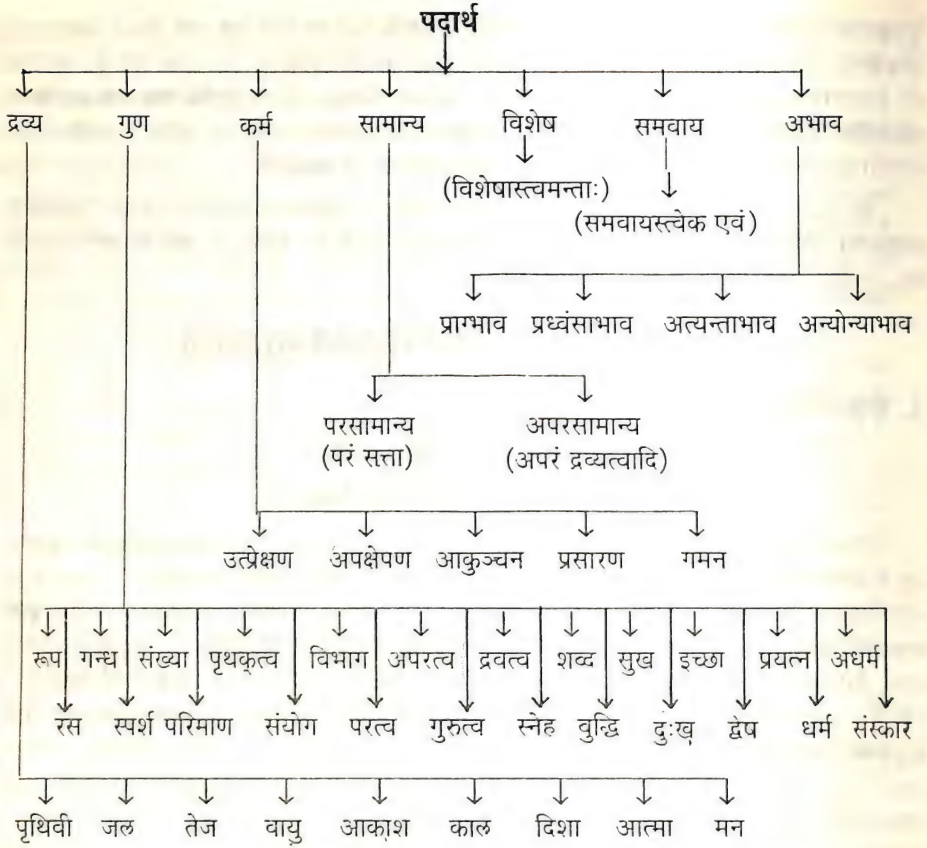 पदार्थ
द्रव्य गुण कर्म सामान्य विशेष समवाय अभाव
(विशेषास्त्वमन्ताः)
(समवायस्त्वेक एवं)
प्राग्भाव प्रध्वंसाभाव अत्यन्ताभाव अन्योन्याभाव
परसामान्य अपरसामान्य
(परं सत्ता) (अपरं द्रव्यत्वादि)
उत्प्रेक्षण अपक्षेपण आकुञ्चन प्रसारण गमन
रूप गन्ध संख्या पृथक्त्व विभाग अपरत्व द्रवत्व शव्द सुख इच्छा प्रयत्न अधर्म
रस स्पर्श परिमाण संयोग परत्व गुरुत्व स्नेह वुद्धि दुःख द्वेष धर्म संस्कार
पृथिवी जल तेज वायु आकाश काल दिशा आत्मा मन